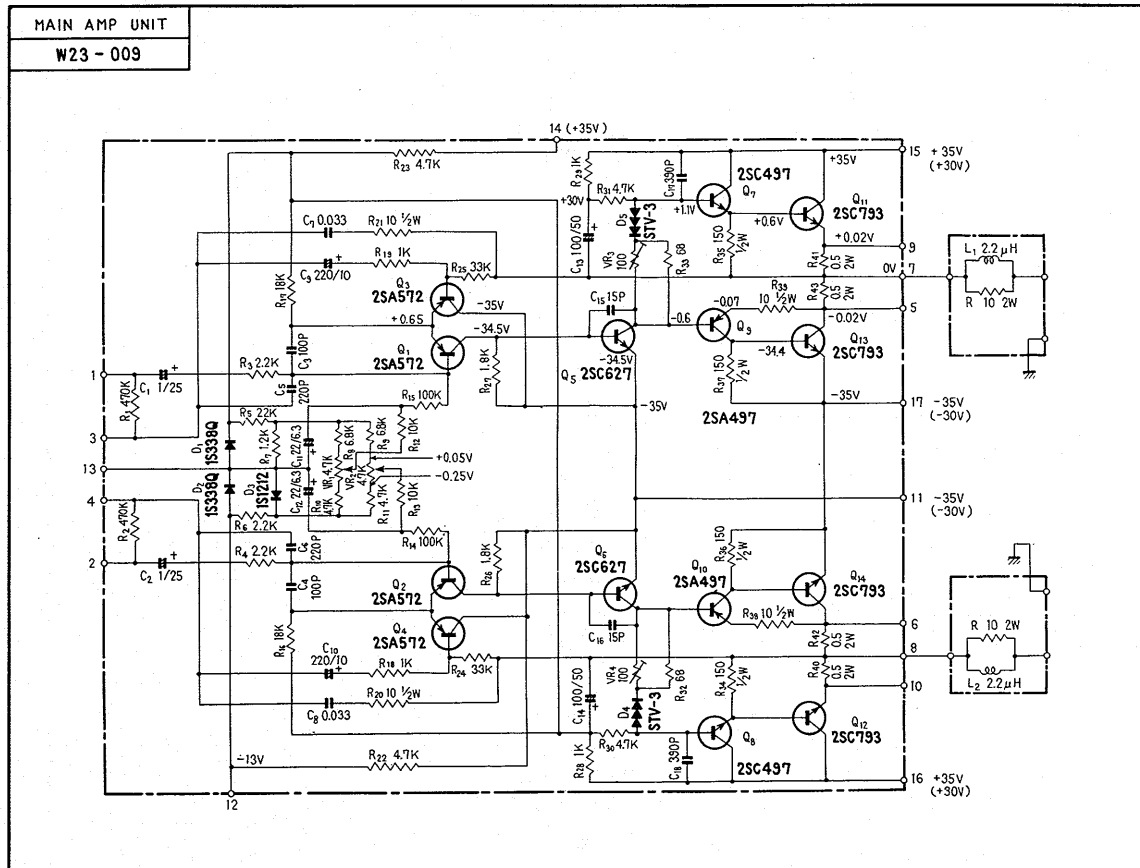 MAIN AMP UNIT
W23-009
14 (+35V)
15 +35V
(+30V)
R23 4.7K
R29 1K
C17 390P
2SC497
Q7
+35V
Q11
2SC793
R31 4.7K
+30V
+1.1V
+0.6V
D5
STV-3
C7 0.033
R21 10 ½W
C9 220/10
R19 1K
R25 33K
C13 100/50
VR3
100
R33 68
R35 150
½W
+0.02V
9
R41
0.5
2W
0V 7
L1 2.2μH
R 10 2W
R17 18K
Q3
2SA572
-35V
C15 15P
-0.6
-0.07
R39
10 ½W
R43
0.5
2W
5
-0.02V
Q9
Q13
2SC793
-34.4
+0.6S
-34.5V
Q1
2SA572
R27 1.8K
-34.5V
Q5
2SC627
R37 150
½W
2SA497
C3 100P
1
C1 1/25
R3 2.2K
C5
220P
R1 470K
R15 100K
-35V
-35V
17 -35V
(-30V)
3
R5 22K
D1
1S338Q
R7 1.2K
C11 22/6.3
R9 6.8K
R9 6.8K
R12
10K
13
VR1 4.7K
VR2
4.7K
+0.05V
-0.25V
D2
1S338Q
D3
1S1212
C12 22/6.3
R10
4.7K
R11 4.7K
R13
10K
4
11 -35V
(-30V)
R2 470K
R6 2.2K
C6
220P
R14 100K
R26 1.8K
Q6
2SC627
Q10
2SA497
R36 150
½W
Q14
2SC793
2
C2 1/25
R4 2.2K
C4
100P
Q2
2SA572
C16 15P
R38 10 ½W
6
R42
0.5
2W
R 10 2W
R16 18K
Q4
2SA572
8
C10
220/10
R18 1K
R24
33K
C14 100/50
VR4
100
R32 68
R34 150
½W
R40
0.5
2W
L2 2.2μH
10
C8 0.033
R20 10 ½W
D4
STV-3
R30 4.7K
Q8
Q12
2SC793
-13V
R22 4.7K
R28 1K
C18 390P
2SC497
16 +35V
(+30V)
12